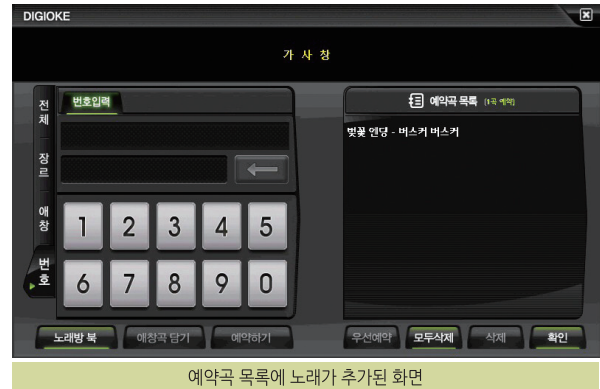 DIGIOKE
가 사 창
전체
장르
애창
번호
번호입력
1 2 3 4 5
6 7 8 9 0
예약곡 목록 [1곡 예약]
벚꽃 엔딩 - 버스커 버스커
노래방 북 애창곡 담기 예약하기
우선예약 모두삭제 삭제 확인
예약곡 목록에 노래가 추가된 화면